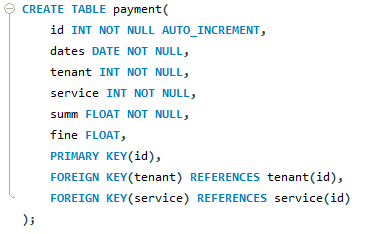 CREATE TABLE payment(
id INT NOT NULL AUTO_INCREMENT,
dates DATE NOT NULL,
tenant INT NOT NULL,
service INT NOT NULL,
summ FLOAT NOT NULL,
fine FLOAT,
PRIMARY KEY(id),
FOREIGN KEY(tenant) REFERENCES tenant(id),
FOREIGN KEY(service) REFERENCES service(id)
);